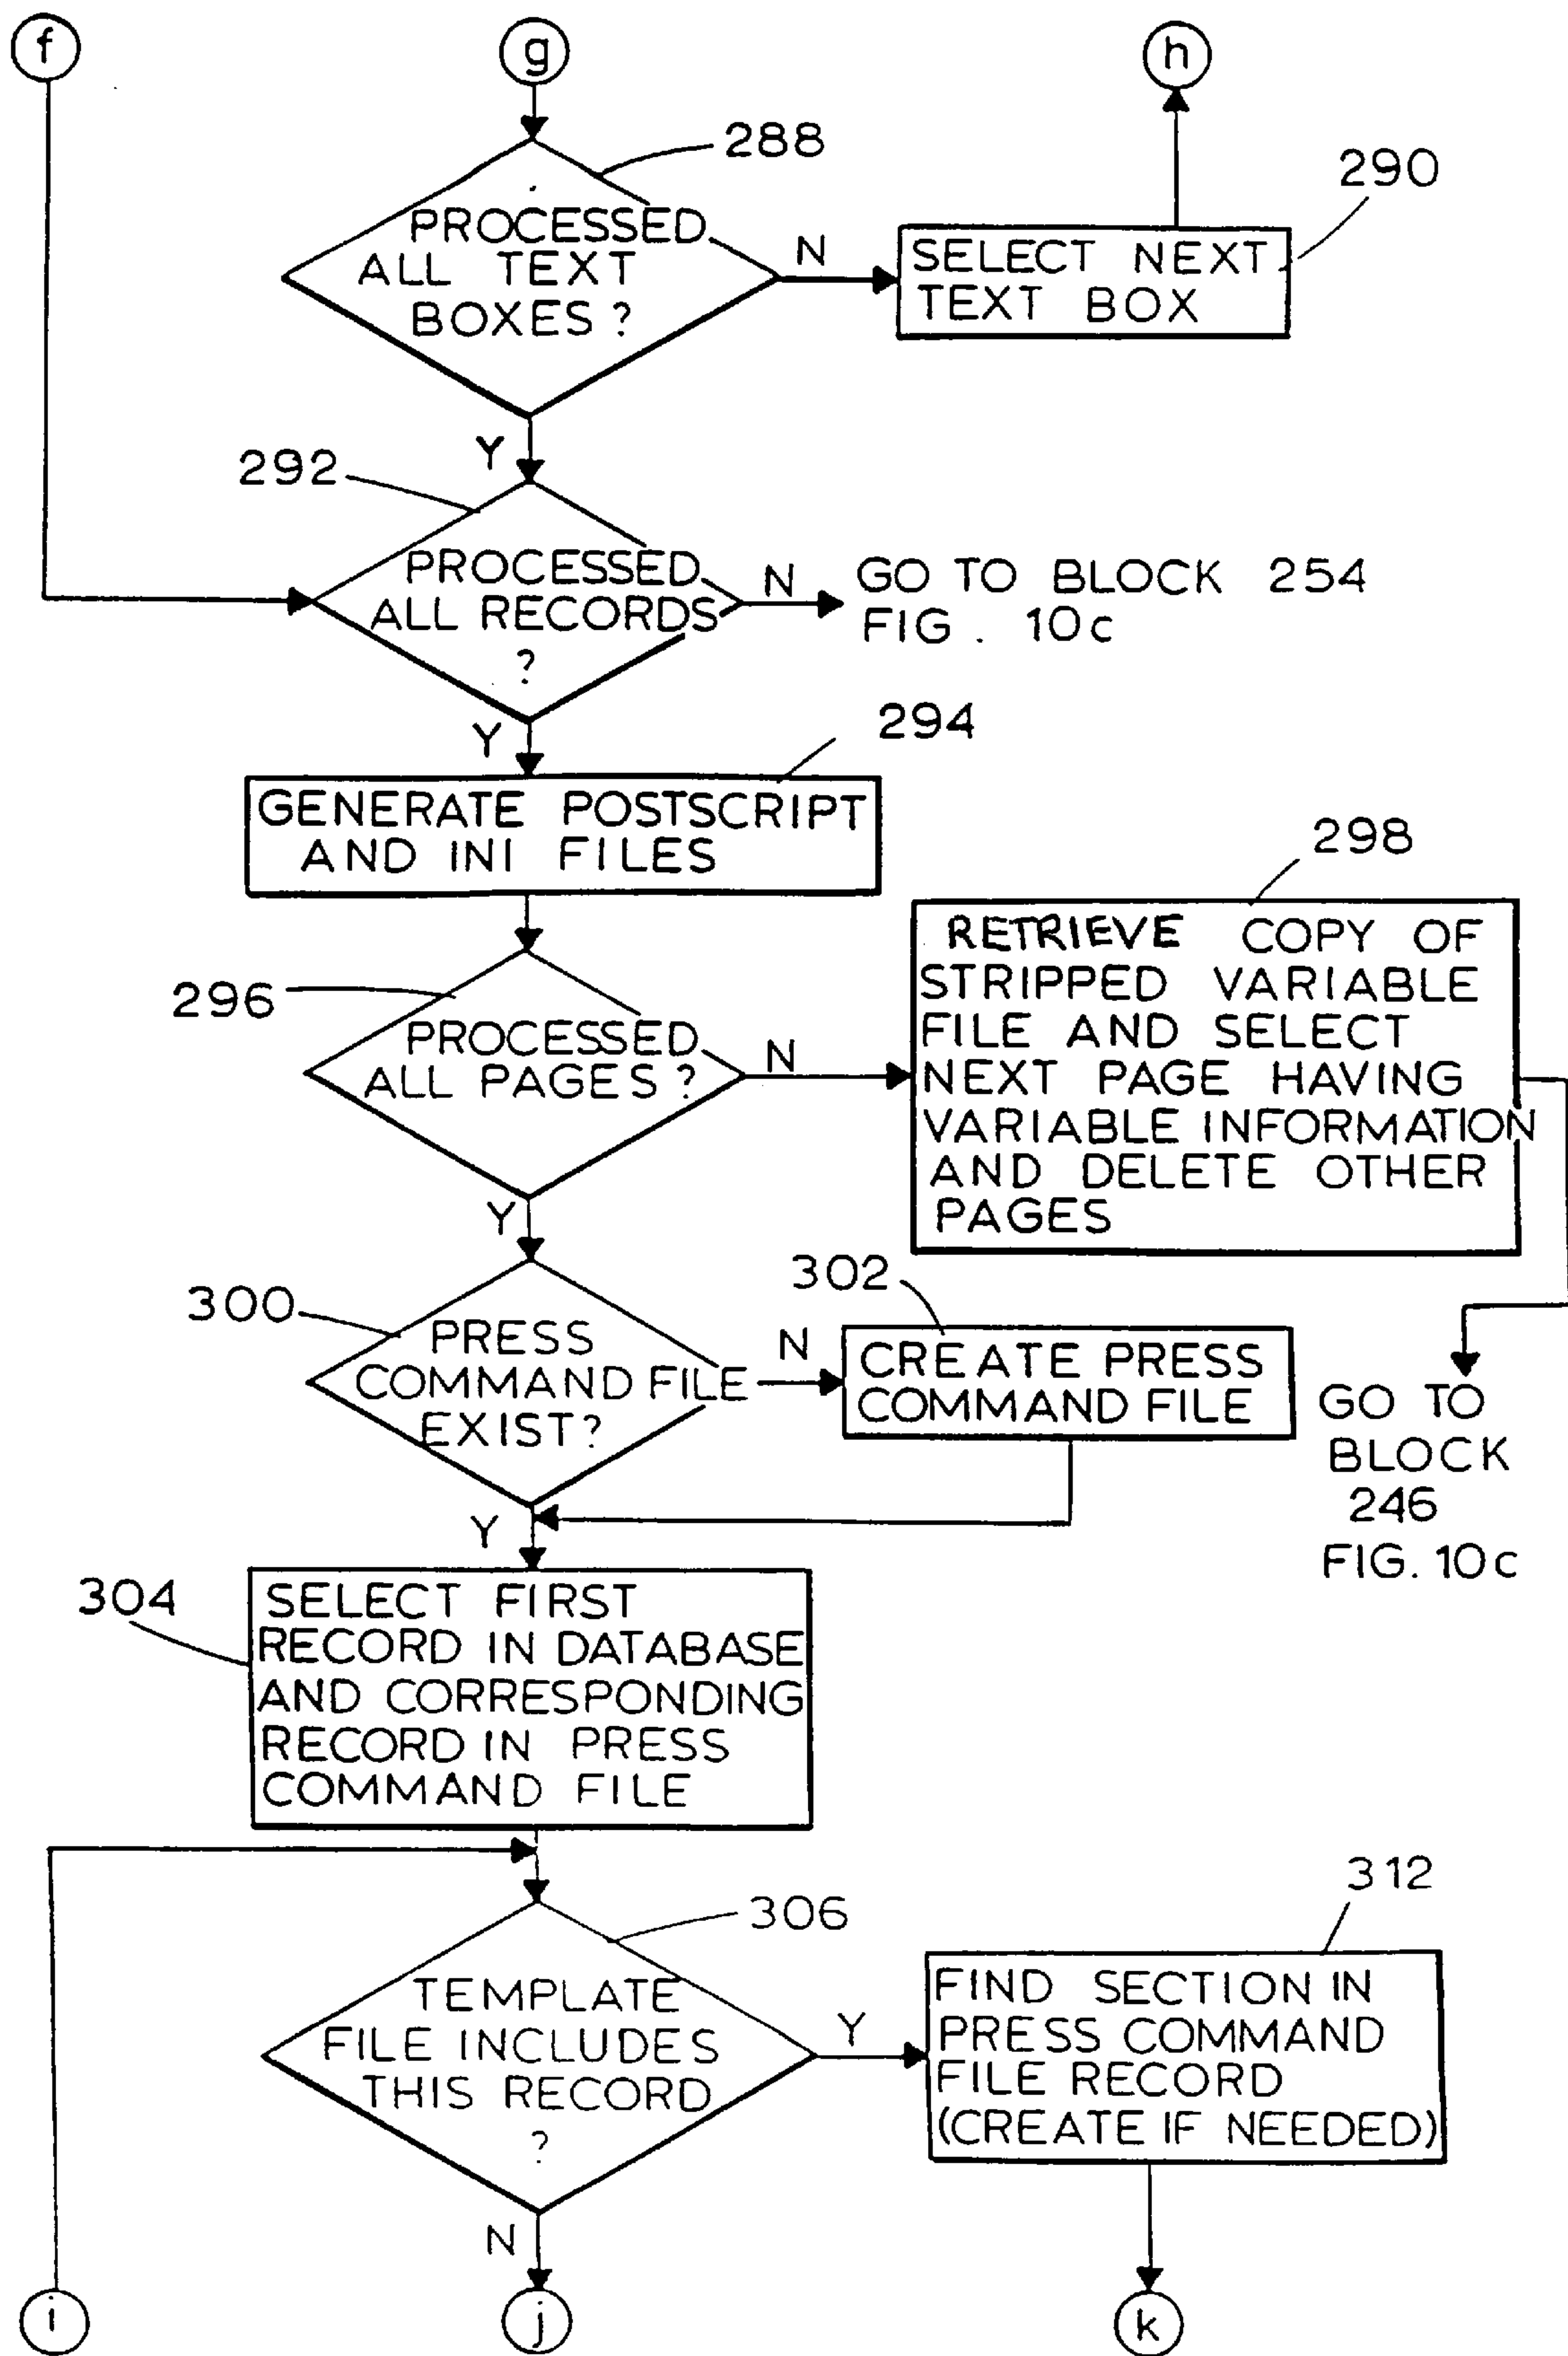 f
g
h
288
290
PROCESSED
ALL TEXT
BOXES ?
N
SELECT NEXT
TEXT BOX
Y
292
PROCESSED
ALL RECORDS
?
N
GO TO BLOCK 254
FIG . 10c
Y
294
GENERATE POSTSCRIPT
AND INI FILES
298
296
PROCESSED
ALL PAGES ?
N
RETRIEVE COPY OF
STRIPPED VARIABLE
FILE AND SELECT
NEXT PAGE HAVING
VARIABLE INFORMATION
AND DELETE OTHER
PAGES
Y
300
302
PRESS
COMMAND FILE
EXIST?
N
CREATE PRESS
COMMAND FILE
GO TO
BLOCK
246
FIG. 10c
Y
304
SELECT FIRST
RECORD IN DATABASE
AND CORRESPONDING
RECORD IN PRESS
COMMAND FILE
306
312
TEMPLATE
FILE INCLUDES
THIS RECORD
?
Y
FIND SECTION IN
PRESS COMMAND
FILE RECORD
(CREATE IF NEEDED)
N
i
j
k